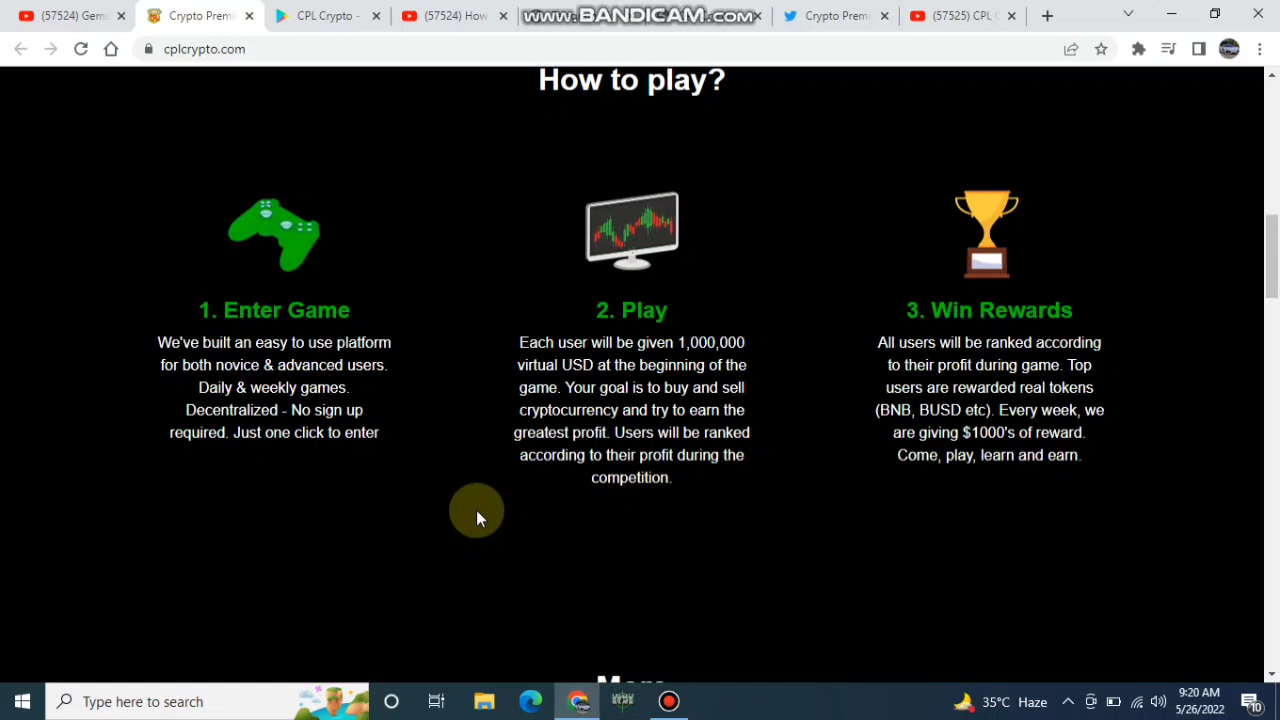 (57524) Gem
Crypto Prem
CPL Crypto -
(57524) How
WWW.BANDICAM.COM
Crypto Prem
(57525) CPL
cplcrypto.com
How to play?
1. Enter Game
We've built an easy to use platform
for both novice & advanced users.
Daily & weekly games.
Decentralized - No sign up
required. Just one click to enter
2. Play
Each user will be given 1,000,000
virtual USD at the beginning of the
game. Your goal is to buy and sell
cryptocurrency and try to earn the
greatest profit. Users will be ranked
according to their profit during the
competition.
3. Win Rewards
All users will be ranked according
to their profit during game. Top
users are rewarded real tokens
(BNB, BUSD etc). Every week, we
are giving $1000's of reward.
Come, play, learn and earn.
Type here to search
35°C Haze
9:20 AM
5/26/2022
10